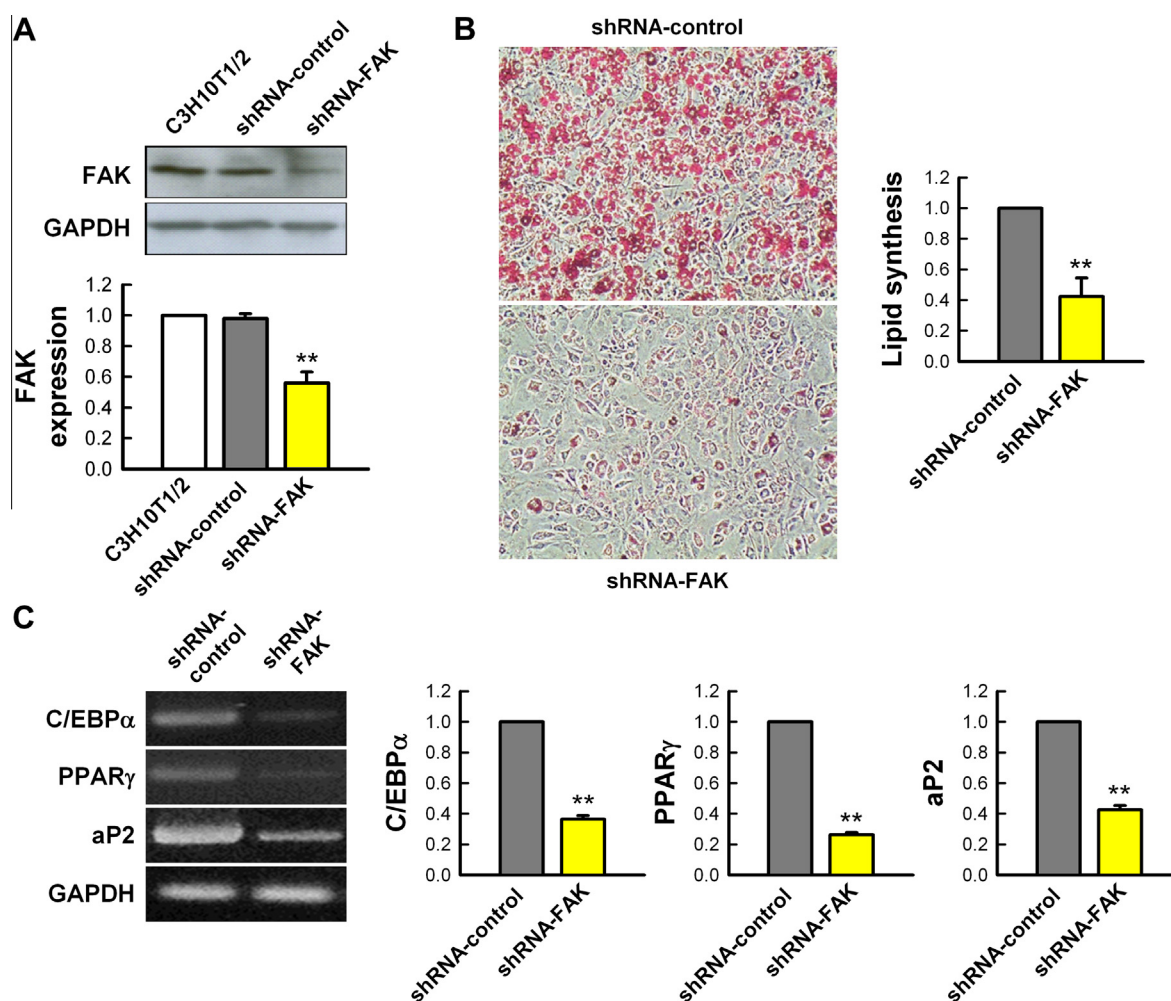 A
C3H10T1/2
shRNA-control
shRNA-FAK
FAK
GAPDH
FAK
expression
1.2
1.0
0.8
0.6
0.4
0.2
0.0
**
C3H10T1/2
shRNA-control
shRNA-FAK
B
shRNA-control
shRNA-FAK
Lipid synthesis
1.2
1.0
0.8
0.6
0.4
0.2
0.0
**
shRNA-control
shRNA-FAK
C
shRNA-
control
shRNA-
FAK
C/EBPα
PPARγ
aP2
GAPDH
C/EBPα
1.2
1.0
0.8
0.6
0.4
0.2
0.0
**
shRNA-control
shRNA-FAK
PPARγ
1.2
1.0
0.8
0.6
0.4
0.2
0.0
**
shRNA-control
shRNA-FAK
aP2
1.2
1.0
0.8
0.6
0.4
0.2
0.0
**
shRNA-control
shRNA-FAK